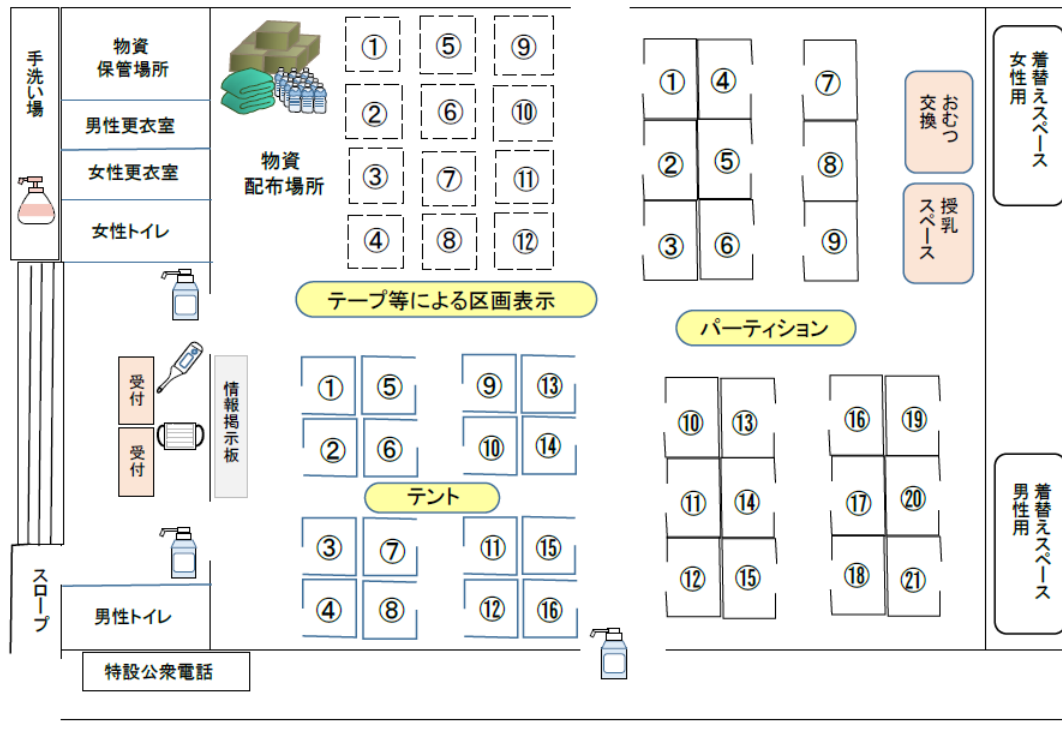 手洗い場
物資
保管場所
男性更衣室
女性更衣室
女性トイレ
物資
配布場所
① ⑤ ⑨
② ⑥ ⑩
③ ⑦ ⑪
④ ⑧ ⑫
テープ等による区画表示
① ④ ⑦
② ⑤ ⑧
③ ⑥ ⑨
パーティション
おむつ
交換
授乳
スペース
着替えスペース
女性用
受付
受付
情報掲示板
① ⑤ ⑨ ⑬
② ⑥ ⑩ ⑭
テント
③ ⑦ ⑪ ⑮
④ ⑧ ⑫ ⑯
⑩ ⑬ ⑯ ⑲
⑪ ⑭ ⑰ ⑳
⑫ ⑮ ⑱ ㉑
着替えスペース
男性用
スロープ
男性トイレ
特設公衆電話